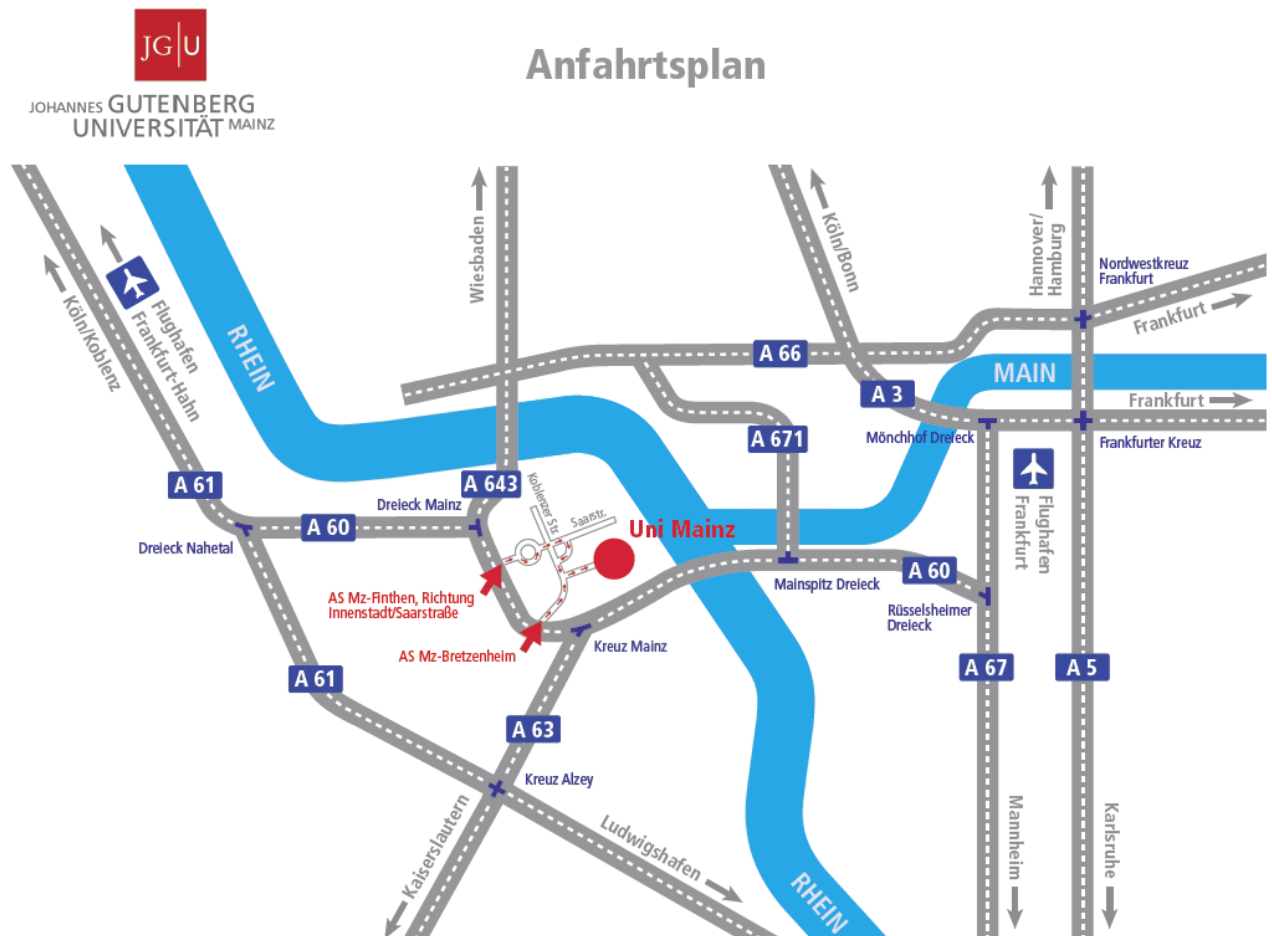 JG|U
Anfahrtsplan
JOHANNES GUTENBERG
UNIVERSITÄT MAINZ
Wiesbaden
Köln/Bonn
Hannover/
Hamburg
Nordwestkreuz
Frankfurt
Frankfurt
Köln/Koblenz
Flughafen
Frankfurt-Hahn
RHEIN
A 66
MAIN
A 3
Frankfurt
A 671
Mönchhof Dreieck
Frankfurter Kreuz
A 61
A 643
Dreieck Mainz
Koblenzer Str.
Saarstr.
Uni Mainz
Flughafen
Frankfurt
A 60
Dreieck Nahetal
Mainspitz Dreieck
A 60
AS Mz-Finthen, Richtung
Innenstadt/Saarstraße
Rüsselsheimer
Dreieck
AS Mz-Bretzenheim
Kreuz Mainz
A 61
A 67
A 5
A 63
Kreuz Alzey
Kaiserslautern
Ludwigshafen
RHEIN
Mannheim
Karlsruhe